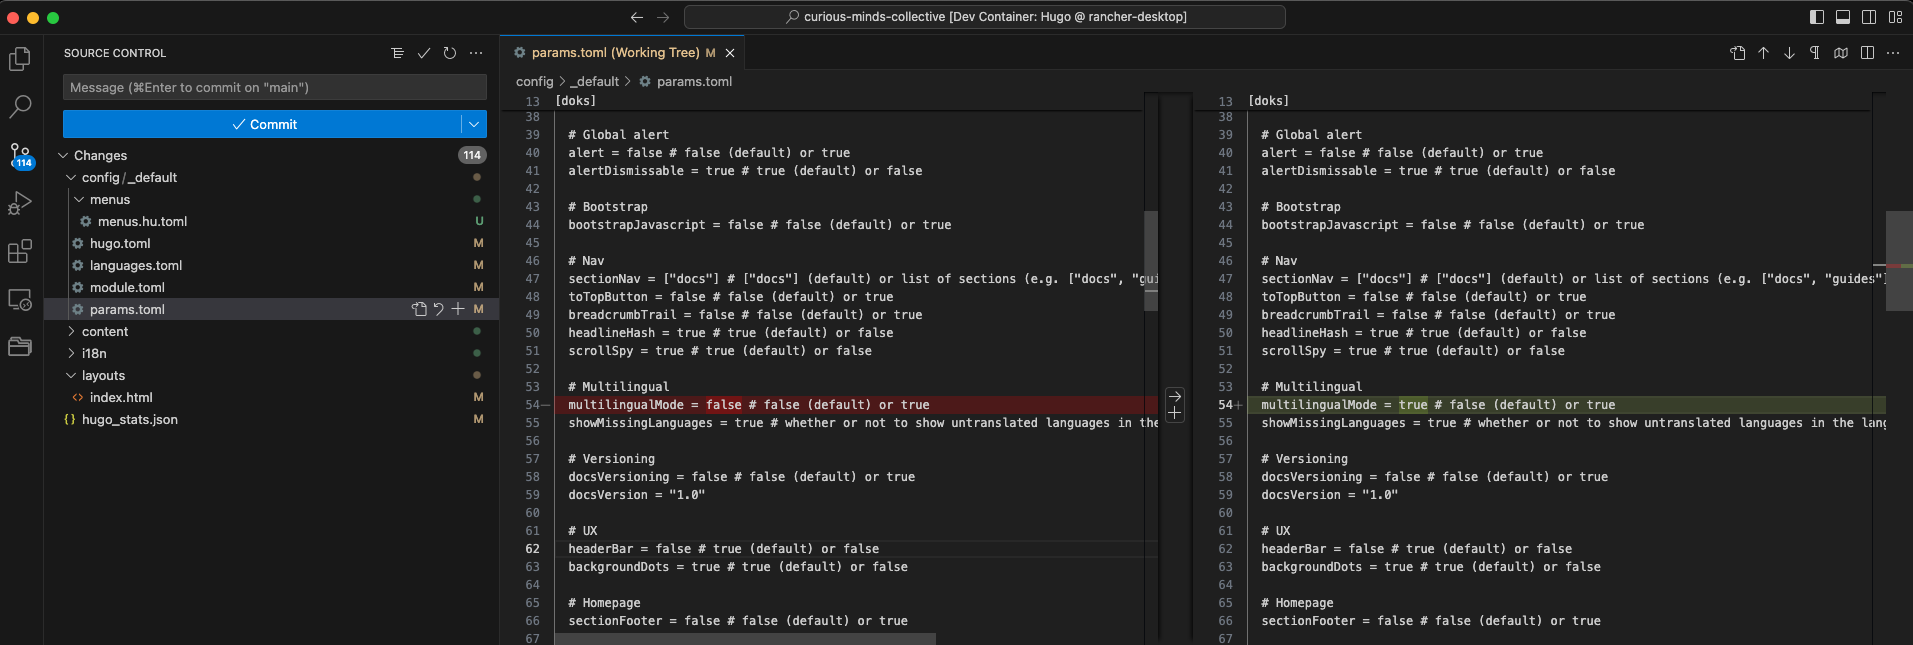 curious-minds-collective [Dev Container: Hugo @ rancher-desktop]
SOURCE CONTROL
Message (⌘Enter to commit on "main")
Commit
Changes 114
config/_default
menus
menus.hu.toml U
hugo.toml M
languages.toml M
module.toml M
params.toml M
content
i18n
layouts
index.html M
hugo_stats.json M
114
params.toml (Working Tree) M
config > _default > params.toml
13 [doks]
38
39 # Global alert
40 alert = false # false (default) or true
41 alertDismissable = true # true (default) or false
42
43 # Bootstrap
44 bootstrapJavascript = false # false (default) or true
45
46 # Nav
47 sectionNav = ["docs"] # ["docs"] (default) or list of sections (e.g. ["docs", "gui
48 toTopButton = false # false (default) or true
49 breadcrumbTrail = false # false (default) or true
50 headlineHash = true # true (default) or false
51 scrollSpy = true # true (default) or false
52
53 # Multilingual
54— multilingualMode = false # false (default) or true
55 showMissingLanguages = true # whether or not to show untranslated languages in the
56
57 # Versioning
58 docsVersioning = false # false (default) or true
59 docsVersion = "1.0"
60
61 # UX
62 headerBar = false # true (default) or false
63 backgroundDots = true # true (default) or false
64
65 # Homepage
66 sectionFooter = false # false (default) or true
67
13 [doks]
38
39 # Global alert
40 alert = false # false (default) or true
41 alertDismissable = true # true (default) or false
42
43 # Bootstrap
44 bootstrapJavascript = false # false (default) or true
45
46 # Nav
47 sectionNav = ["docs"] # ["docs"] (default) or list of sections (e.g. ["docs", "guides"]
48 toTopButton = false # false (default) or true
49 breadcrumbTrail = false # false (default) or true
50 headlineHash = true # true (default) or false
51 scrollSpy = true # true (default) or false
52
53 # Multilingual
54+ multilingualMode = true # false (default) or true
55 showMissingLanguages = true # whether or not to show untranslated languages in the lang
56
57 # Versioning
58 docsVersioning = false # false (default) or true
59 docsVersion = "1.0"
60
61 # UX
62 headerBar = false # true (default) or false
63 backgroundDots = true # true (default) or false
64
65 # Homepage
66 sectionFooter = false # false (default) or true
67